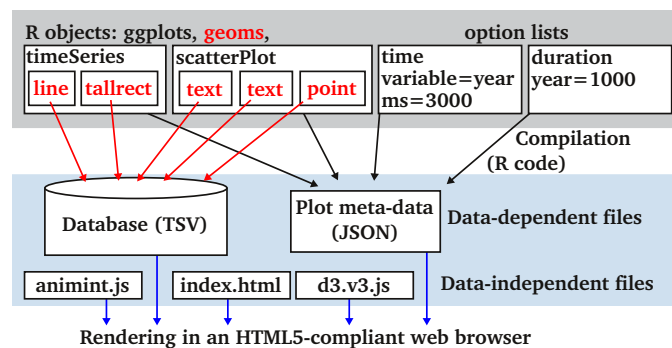 R objects: ggplots, geoms, option lists
timeSeries
line tallrect
scatterPlot
text text point
time
variable=year
ms=3000
duration
year=1000
Compilation
(R code)
Database (TSV)
Plot meta-data
(JSON)
Data-dependent files
animint.js index.html d3.v3.js
Data-independent files
Rendering in an HTML5-compliant web browser